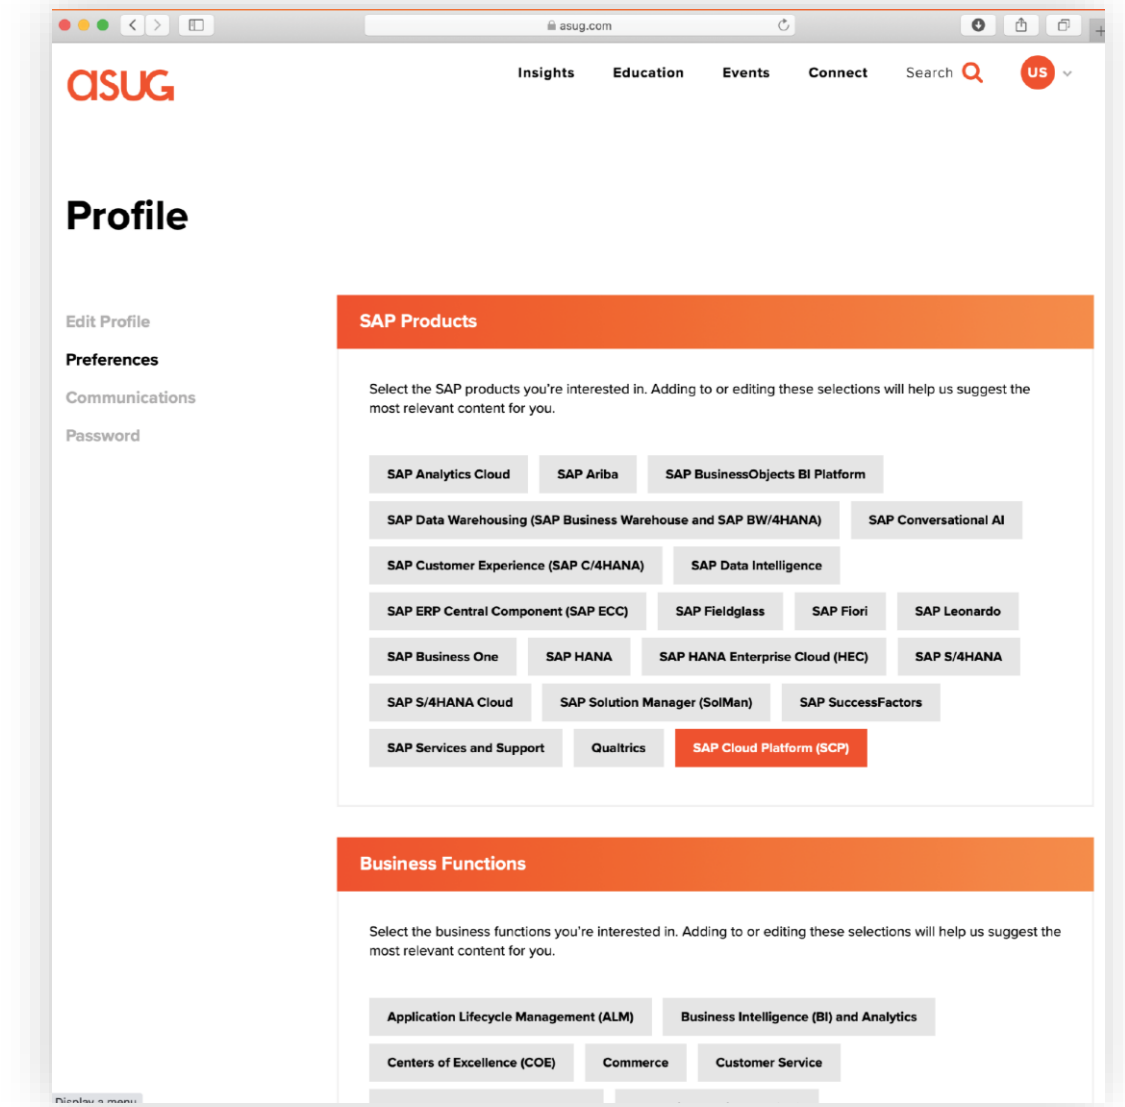 asug.com
asug
Insights Education Events Connect Search US
Profile
Edit Profile
Preferences
Communications
Password
SAP Products
Select the SAP products you're interested in. Adding to or editing these selections will help us suggest the
most relevant content for you.
SAP Analytics Cloud SAP Ariba SAP BusinessObjects BI Platform
SAP Data Warehousing (SAP Business Warehouse and SAP BW/4HANA) SAP Conversational AI
SAP Customer Experience (SAP C/4HANA) SAP Data Intelligence
SAP ERP Central Component (SAP ECC) SAP Fieldglass SAP Fiori SAP Leonardo
SAP Business One SAP HANA SAP HANA Enterprise Cloud (HEC) SAP S/4HANA
SAP S/4HANA Cloud SAP Solution Manager (SolMan) SAP SuccessFactors
SAP Services and Support Qualtrics SAP Cloud Platform (SCP)
Business Functions
Select the business functions you're interested in. Adding to or editing these selections will help us suggest the
most relevant content for you.
Application Lifecycle Management (ALM) Business Intelligence (BI) and Analytics
Centers of Excellence (COE) Commerce Customer Service
Display a menu